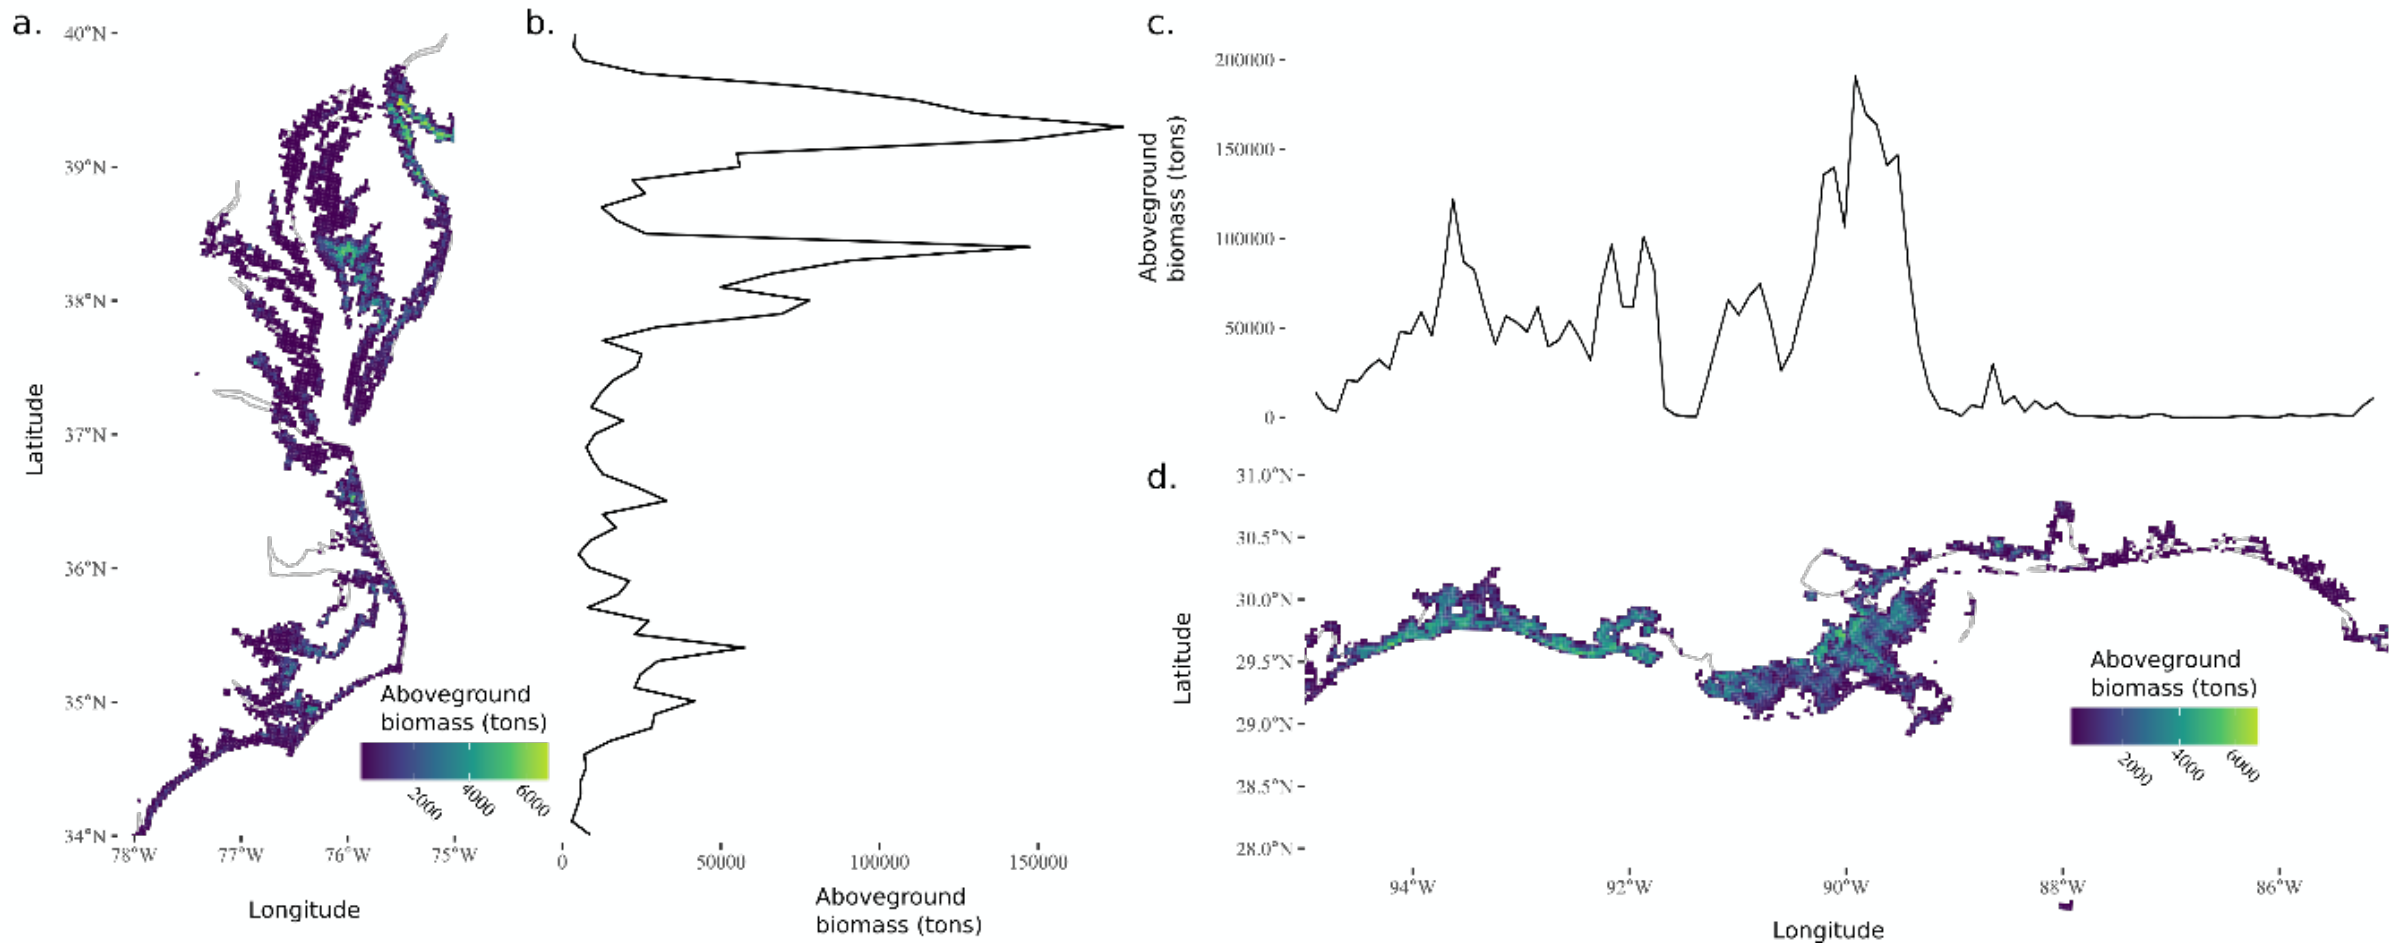 a.
40°N
39°N
38°N
37°N
36°N
35°N
34°N
Latitude
78°W
77°W
76°W
75°W
Longitude
Aboveground
biomass (tons)
2000
4000
6000
b.
0
50000
100000
150000
Aboveground
biomass (tons)
c.
200000
150000
100000
50000
0
Aboveground
biomass (tons)
d.
31.0°N
30.5°N
30.0°N
29.5°N
29.0°N
28.5°N
28.0°N
Latitude
Aboveground
biomass (tons)
2000
4000
6000
94°W
92°W
90°W
88°W
86°W
Longitude